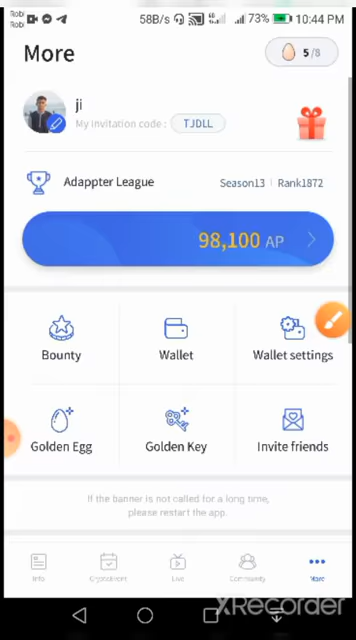 Robi
Robi
58B/s
73%
10:44 PM
More
5/8
ji
My invitation code :
TJDLL
Adappter League
Season13 | Rank1872
98,100 AP
Bounty
Wallet
Wallet settings
Golden Egg
Golden Key
Invite friends
If the banner is not called for a long time,
please restart the app.
Info
Live
Community
More
XRecorder